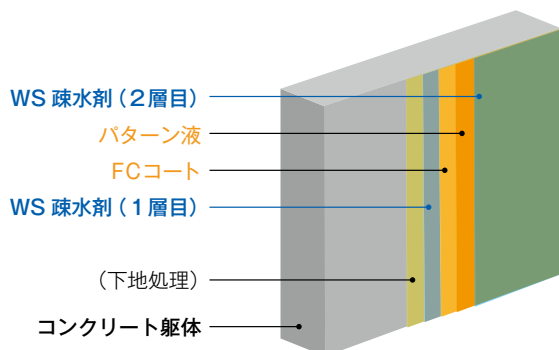 WS 疎水剤（２層目）
パターン液
FCコート
WS 疎水剤（１層目）
（下地処理）
コンクリート躯体